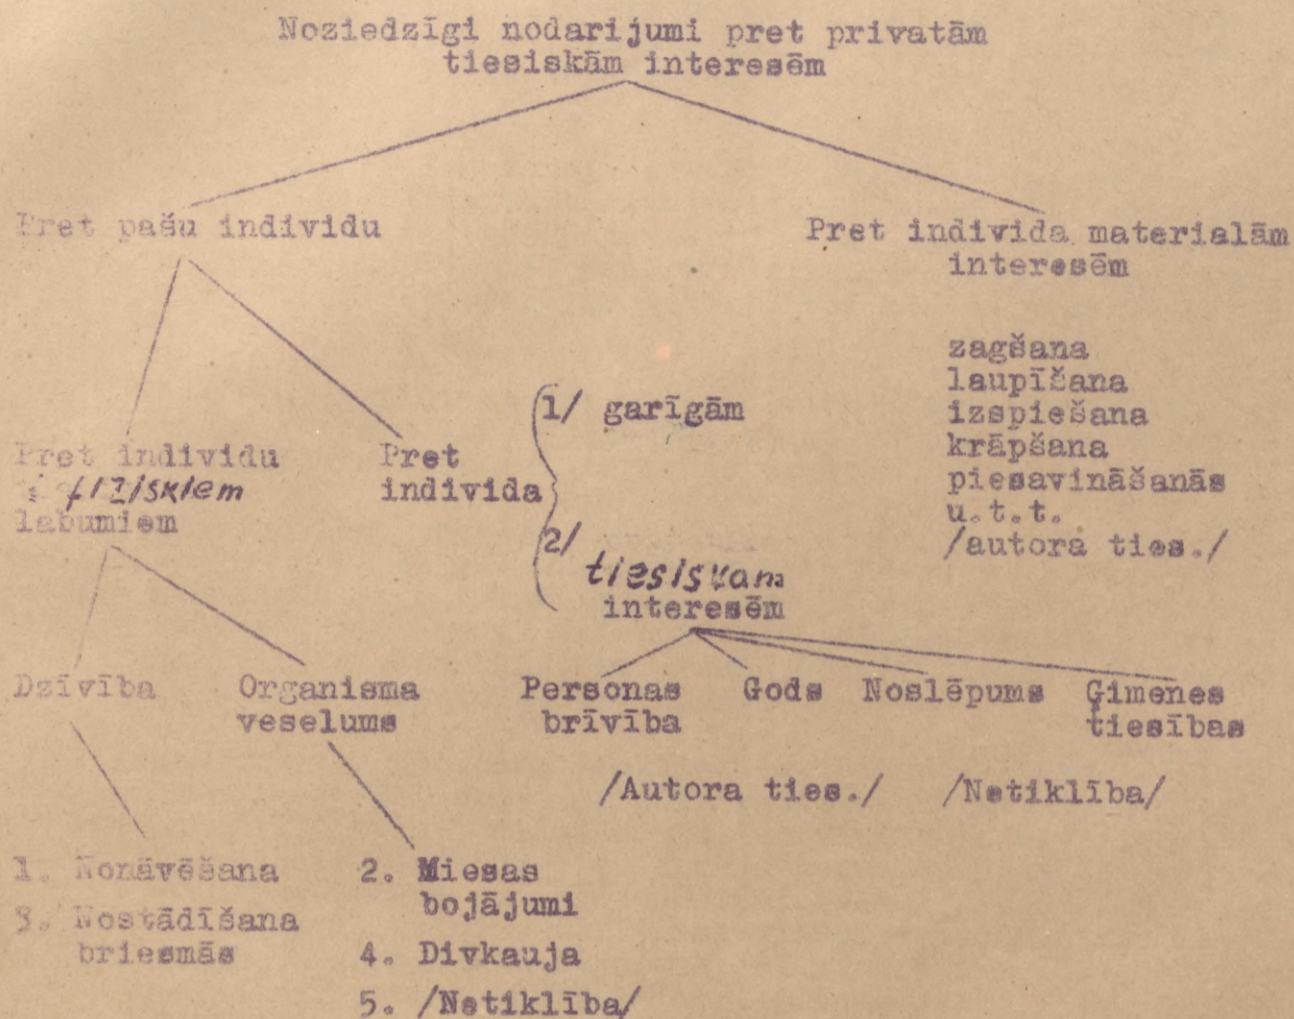 Noziedzīgi nodarijumi pret privatām
tiesiskām interesēm
Pret pašu individu
Pret individa materialām
interesēm
zagšana
laupīšana
izspiešana
krāpšana
piesavināšanās
u.t.t.
/autora ties./
Pret individu
fiziskiem
labumiem
Pret
individa
1/ garīgām
2/
tiesiskam
interesēm
Dzīvība
Organisma
veselums
Personas
brīvība
Gods
Noslēpums
Ģimenes
tiesības
/Autora ties./
/Netiklība/
1. Nonāvēšana
3. Nostādīšana
briesmās
2. Miesas
bojājumi
4. Divkauja
5. /Netiklība/